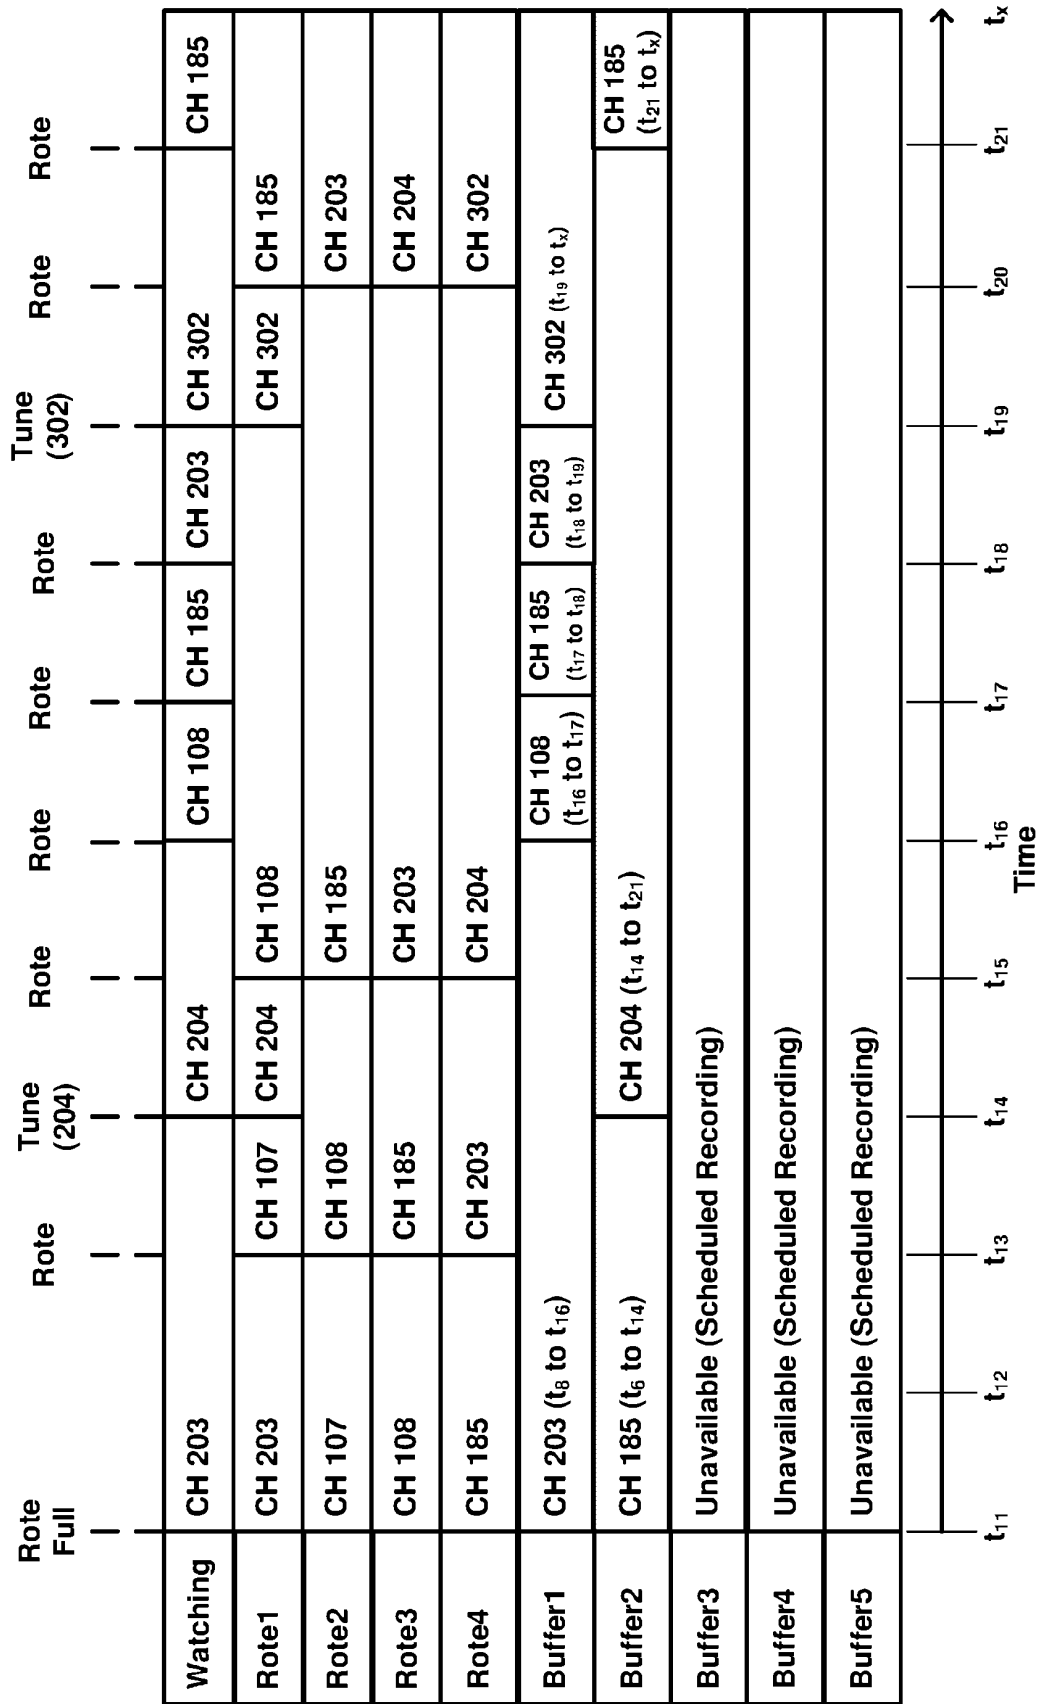 Rote
Full
Rote
Tune
(204)
Rote
Rote
Rote
Rote
Tune
(302)
Rote
Rote
Watching
CH 203
CH 204
CH 108
CH 185
CH 203
CH 302
CH 185
Rote1
CH 203
CH 107
CH 204
CH 108
CH 302
CH 185
Rote2
CH 107
CH 108
CH 185
CH 203
Rote3
CH 108
CH 185
CH 203
CH 204
Rote4
CH 185
CH 203
CH 204
CH 302
Buffer1
CH 203 (t8 to t16)
CH 108
(t16 to t17)
CH 185
(t17 to t18)
CH 203
(t18 to t19)
CH 302 (t19 to tx)
Buffer2
CH 185 (t6 to t14)
CH 204 (t14 to t21)
CH 185
(t21 to tx)
Buffer3
Unavailable (Scheduled Recording)
Buffer4
Unavailable (Scheduled Recording)
Buffer5
Unavailable (Scheduled Recording)
t11
t12
t13
t14
t15
t16
t17
t18
t19
t20
t21
tx
Time